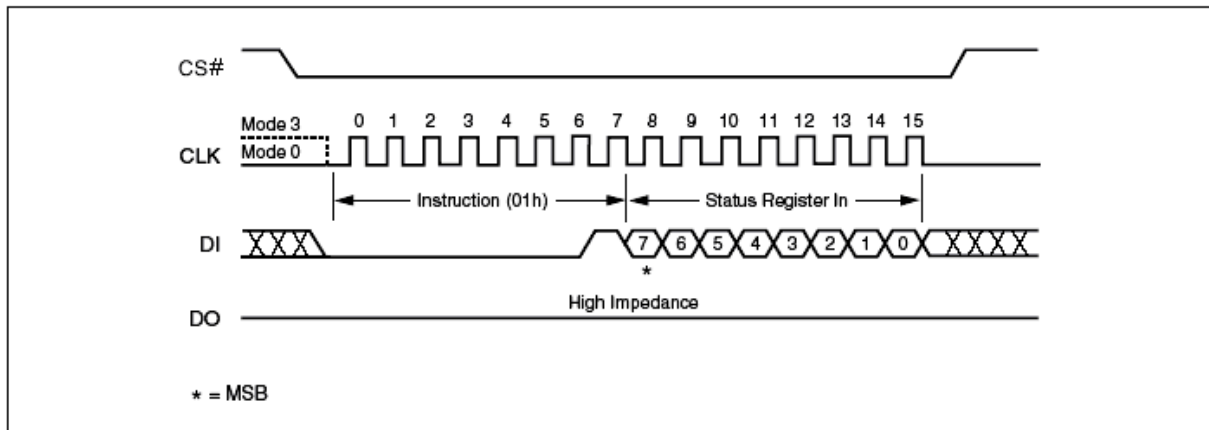 CS#
Mode 3
0 1 2 3 4 5 6 7 8 9 10 11 12 13 14 15
CLK
Mode 0
Instruction (01h)
Status Register In
DI
7 6 5 4 3 2 1 0
*
High Impedance
DO
* = MSB